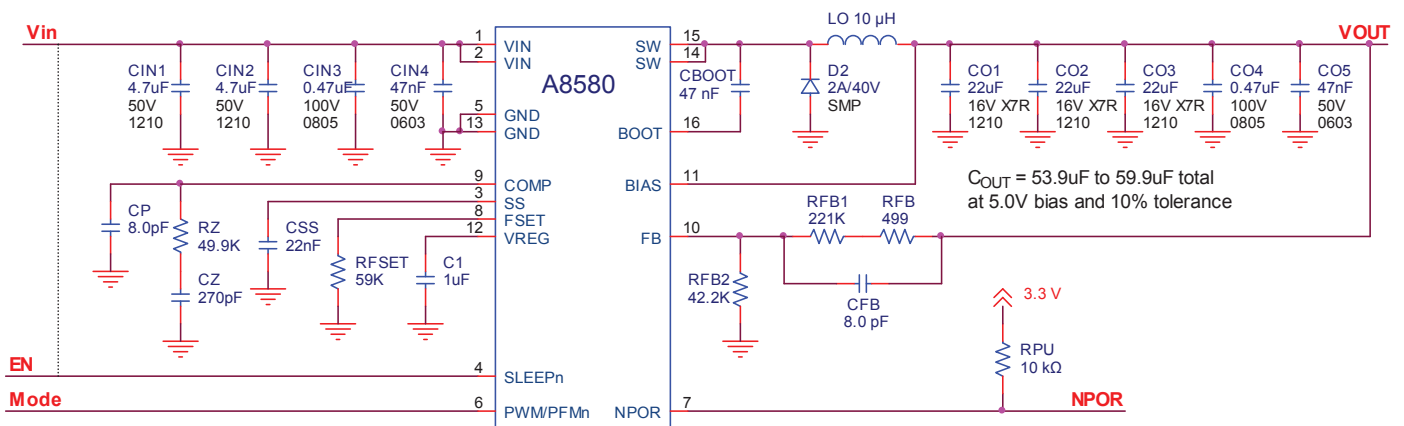 LO 10 µH
Vin
VOUT
1
VIN
SW
15
2
VIN
SW
14
A8580
CIN1
4.7uF
50V
1210
CIN2
4.7uF
50V
1210
CIN3
0.47uF
100V
0805
CIN4
47nF
50V
0603
CBOOT
47 nF
D2
2A/40V
SMP
CO1
22uF
16V X7R
1210
CO2
22uF
16V X7R
1210
CO3
22uF
16V X7R
1210
CO4
0.47uF
100V
0805
CO5
47nF
50V
0603
5
GND
13
GND
BOOT
16
9
COMP
BIAS
11
COUT = 53.9uF to 59.9uF total
at 5.0V bias and 10% tolerance
3
SS
8
FSET
12
VREG
FB
10
RFB1
221K
RFB
499
CP
8.0pF
RZ
49.9K
CSS
22nF
RFSET
59K
C1
1uF
CZ
270pF
RFB2
42.2K
CFB
8.0 pF
3.3 V
RPU
10 kΩ
EN
4
SLEEPn
Mode
6
PWM/PFMn
NPOR
7
NPOR